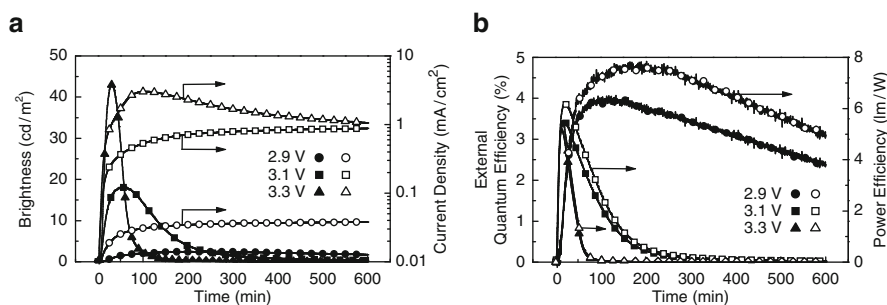 a
50
40
30
20
10
0
Brightness (cd/m²)
10
1
0.1
0.01
Current Density (mA/cm²)
2.9 V
3.1 V
3.3 V
0 100 200 300 400 500 600
Time (min)
b
5
4
3
2
1
0
External
Quantum Efficiency (%)
8
6
4
2
0
Power Efficiency (lm/W)
2.9 V
3.1 V
3.3 V
0 100 200 300 400 500 600
Time (min)